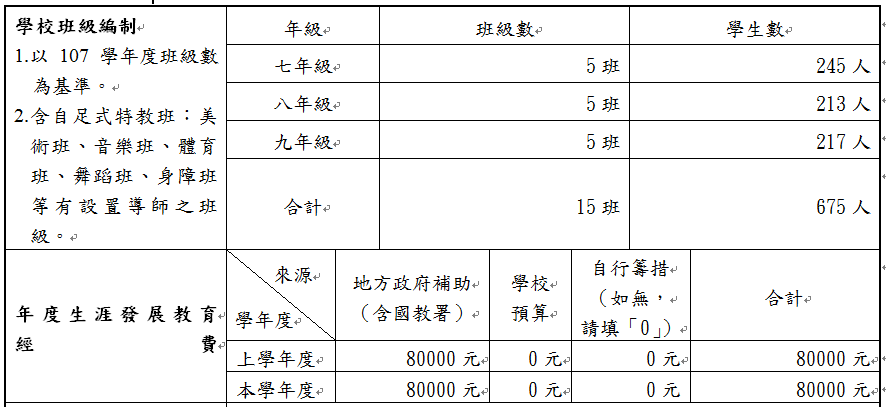 學校班級編制
1.以 107 學年度班級數
為基準。
2.含自足式特教班：美
術班、音樂班、體育
班、舞蹈班、身障班
等有設置導師之班
級。
年級 班級數 學生數
七年級 5 班 245 人
八年級 5 班 213 人
九年級 5 班 217 人
合計 15 班 675 人
年度生涯發展教育
經費
來源
學年度
地方政府補助
（含國教署）
學校
預算
自行籌措
（如無，
請填「0」）
合計
上學年度 80000 元 0 元 0 元 80000 元
本學年度 80000 元 0 元 0 元 80000 元